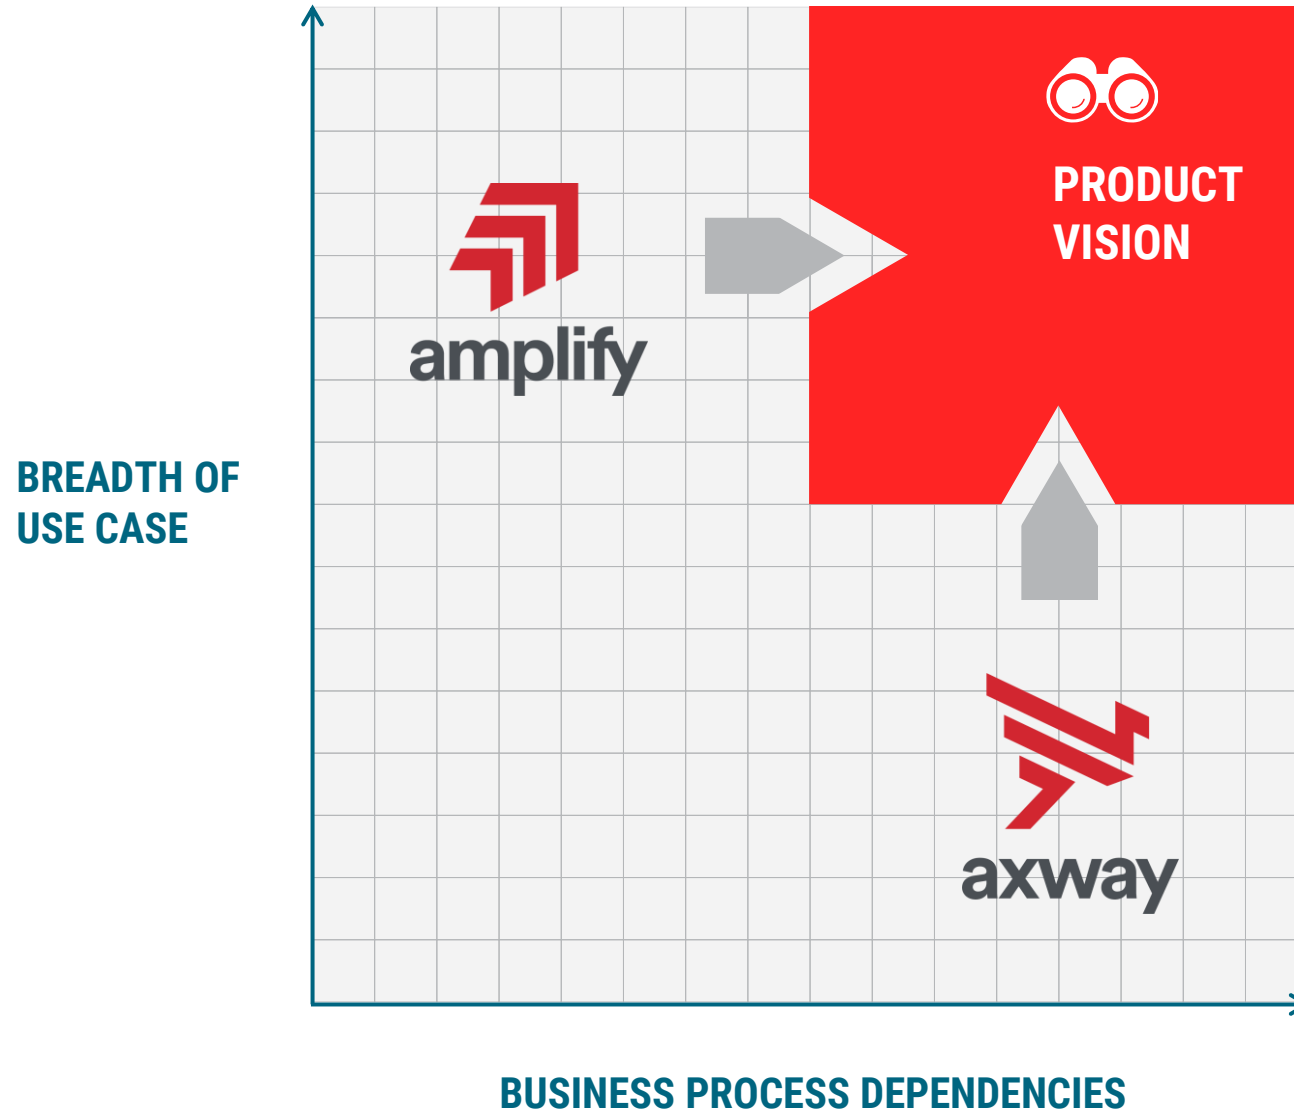 PRODUCT
VISION
amplify
BREADTH OF
USE CASE
axway
BUSINESS PROCESS DEPENDENCIES